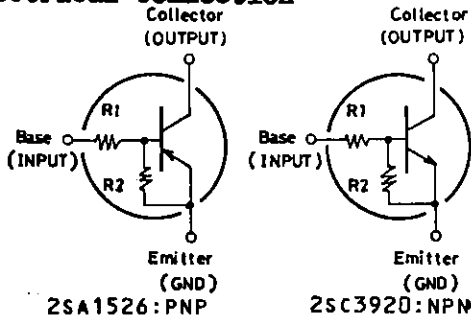 Collector
(OUTPUT)
R1
Base
(INPUT)
R2
Emitter
(GND)
2SA1526:PNP
Collector
(OUTPUT)
R1
Base
(INPUT)
R2
Emitter
(GND)
2SC3920:NPN